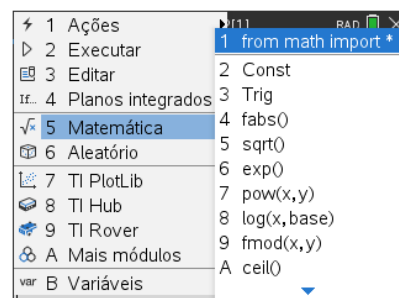 1 Ações
2 Executar
3 Editar
If... 4 Planos integrados
√x 5 Matemática
6 Aleatório
7 TI PlotLib
8 TI Hub
9 TI Rover
A Mais módulos
var B Variáveis
RAD
1 from math import *
2 Const
3 Trig
4 fabs()
5 sqrt()
6 exp()
7 pow(x,y)
8 log(x,base)
9 fmod(x,y)
A ceil()